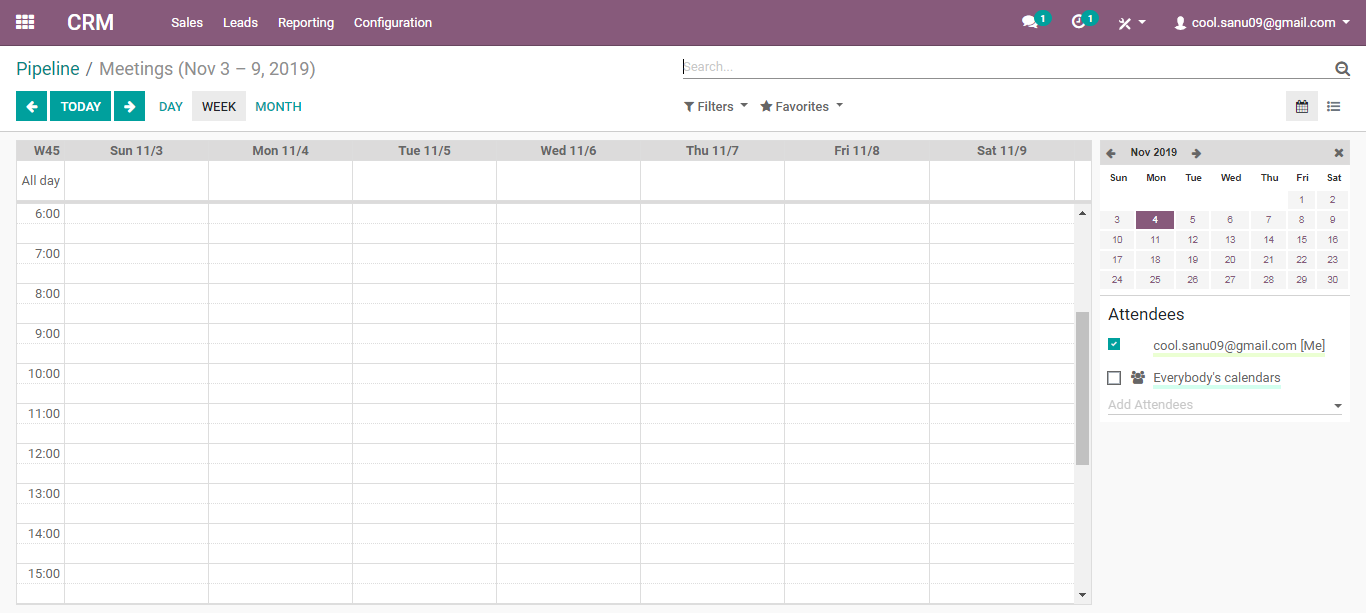 CRM Sales Leads Reporting Configuration 1 1 cool.sanu09@gmail.com
Pipeline / Meetings (Nov 3 – 9, 2019) Search...
TODAY DAY WEEK MONTH Filters Favorites
W45 Sun 11/3 Mon 11/4 Tue 11/5 Wed 11/6 Thu 11/7 Fri 11/8 Sat 11/9
All day
6:00
7:00
8:00
9:00
10:00
11:00
12:00
13:00
14:00
15:00
Nov 2019
Sun Mon Tue Wed Thu Fri Sat
1 2
3 4 5 6 7 8 9
10 11 12 13 14 15 16
17 18 19 20 21 22 23
24 25 26 27 28 29 30
Attendees
cool.sanu09@gmail.com [Me]
Everybody's calendars
Add Attendees